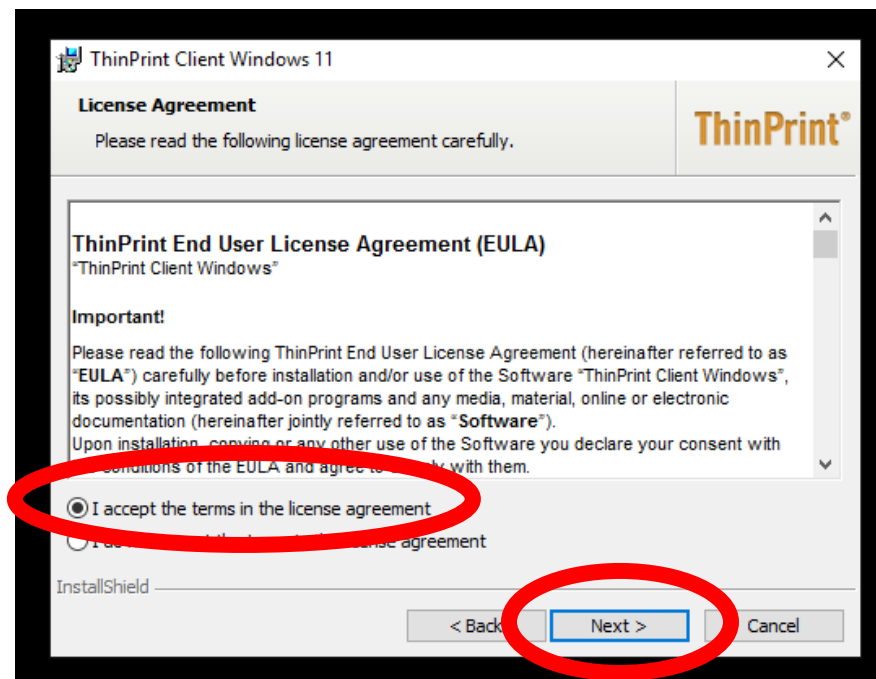 ThinPrint Client Windows 11
License Agreement
Please read the following license agreement carefully.
ThinPrint®
ThinPrint End User License Agreement (EULA)
“ThinPrint Client Windows”
Important!
Please read the following ThinPrint End User License Agreement (hereinafter referred to as
“EULA”) carefully before installation and/or use of the Software “ThinPrint Client Windows”,
its possibly integrated add-on programs and any media, material, online or electronic
documentation (hereinafter jointly referred to as “Software”).
Upon installation, copying or any other use of the Software you declare your consent with
conditions of the EULA and agree to with them.
I accept the terms in the license agreement
agreement
InstallShield
< Back
Next >
Cancel